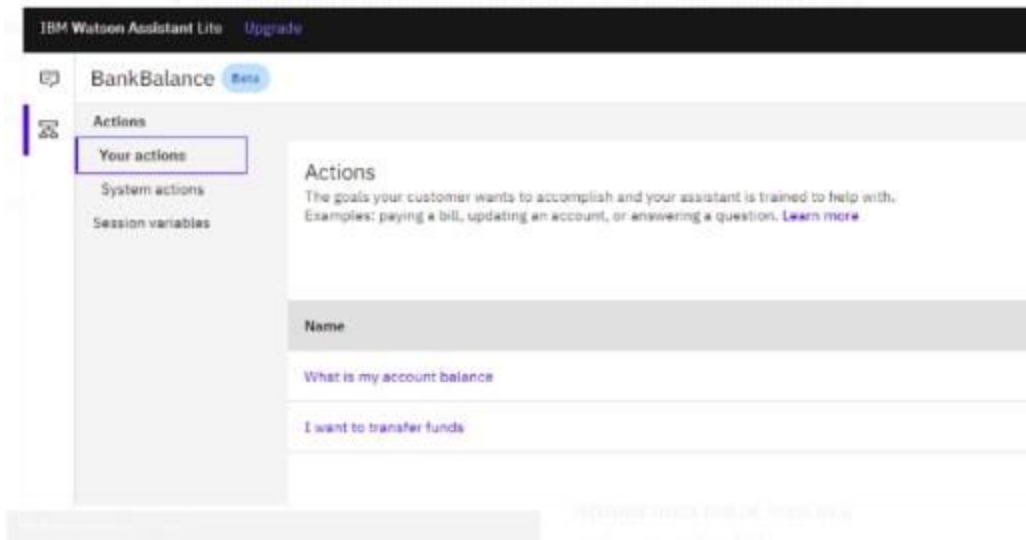 IBM Watson Assistant Lite Upgrade
BankBalance Beta
Actions
Your actions
System actions
Session variables
Actions
The goals your customer wants to accomplish and your assistant is trained to help with.
Examples: paying a bill, updating an account, or answering a question. Learn more
Name
What is my account balance
I want to transfer funds